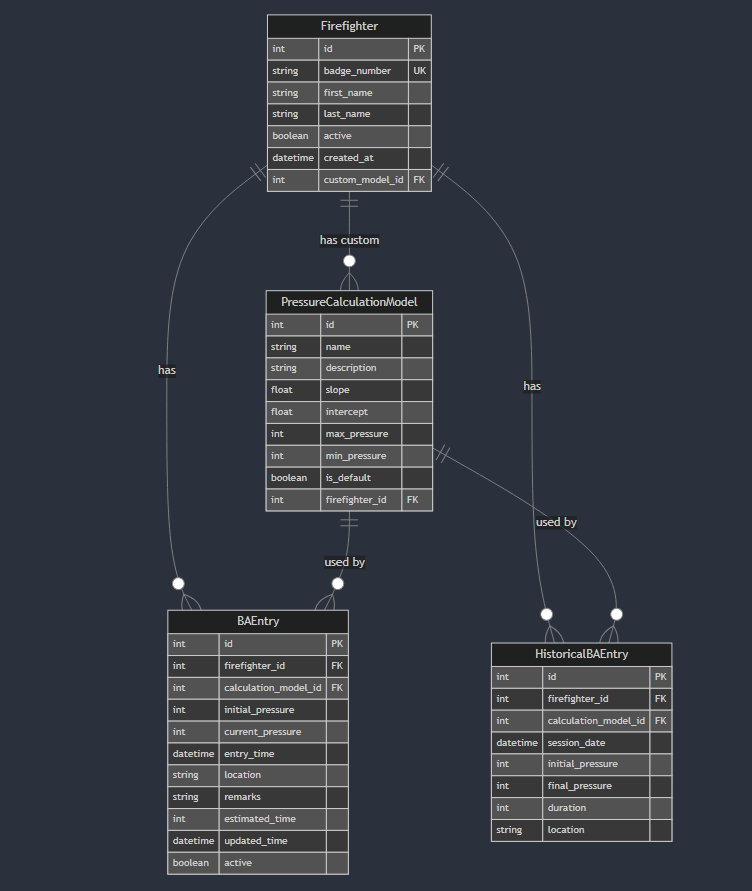 Firefighter
int id PK
string badge_number UK
string first_name
string last_name
boolean active
datetime created_at
int custom_model_id FK
has custom
PressureCalculationModel
int id PK
string name
string description
float slope
float intercept
int max_pressure
int min_pressure
boolean is_default
int firefighter_id FK
has
has
used by
used by
BAEntry
int id PK
int firefighter_id FK
int calculation_model_id FK
int initial_pressure
int current_pressure
datetime entry_time
string location
string remarks
int estimated_time
datetime updated_time
boolean active
HistoricalBAEntry
int id PK
int firefighter_id FK
int calculation_model_id FK
datetime session_date
int initial_pressure
int final_pressure
int duration
string location